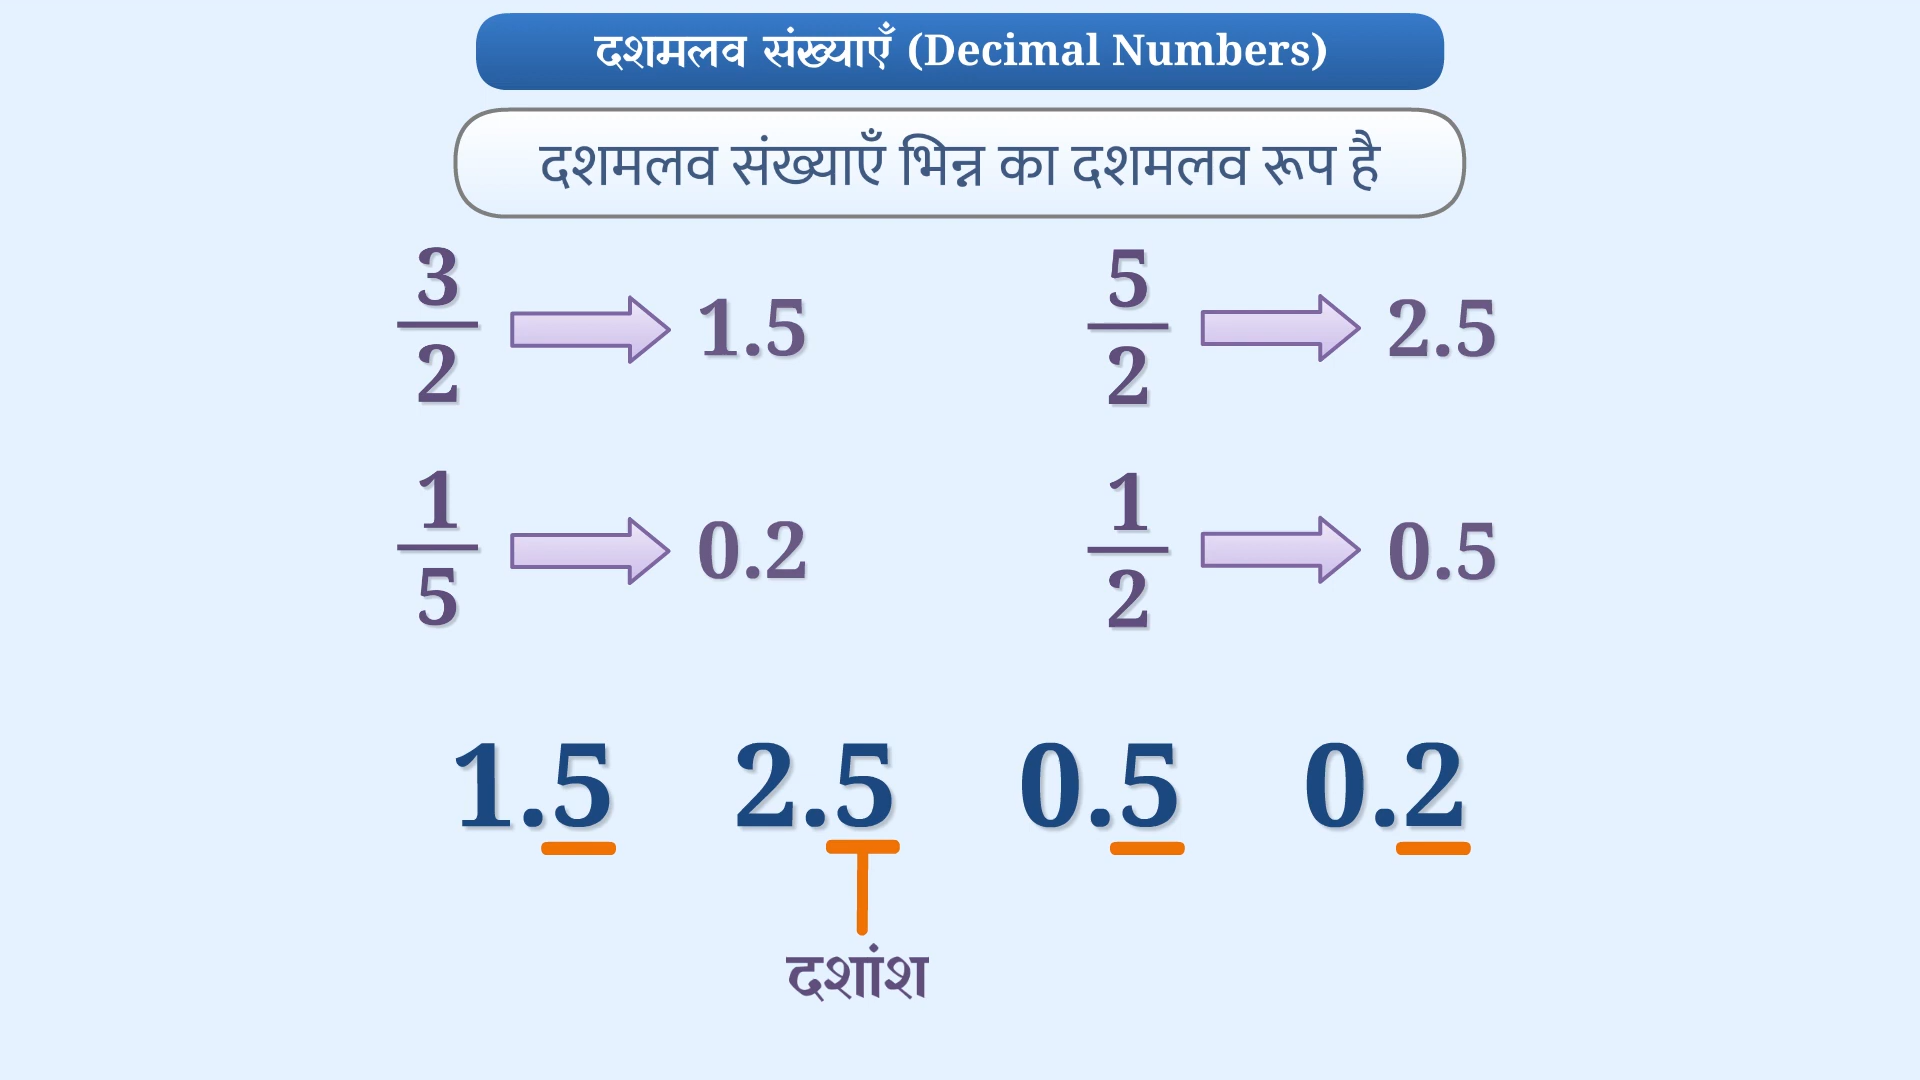 दशमलव संख्याएँ (Decimal Numbers)
दशमलव संख्याएँ भिन्न का दशमलव रूप है
3/2 → 1.5
5/2 → 2.5
1/5 → 0.2
1/2 → 0.5
1.5 2.5 0.5 0.2
दशांश